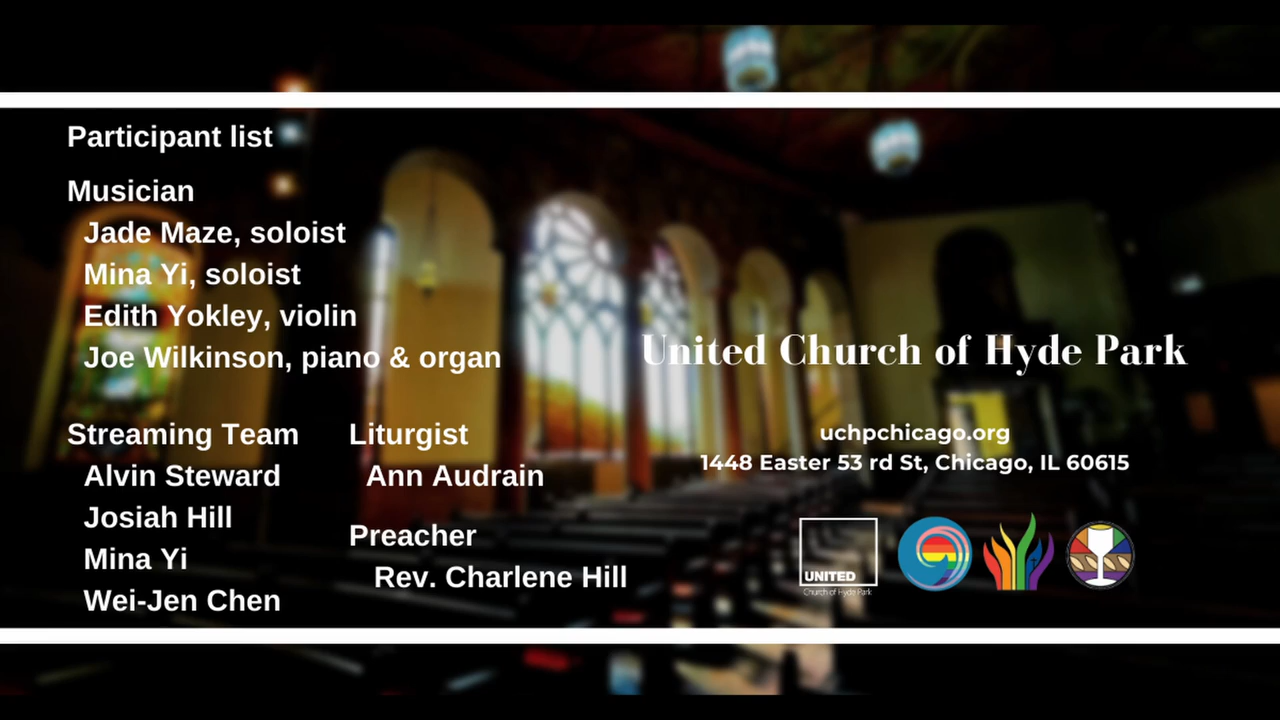 Participant list
Musician
Jade Maze, soloist
Mina Yi, soloist
Edith Yokley, violin
Joe Wilkinson, piano & organ
Streaming Team
Alvin Steward
Josiah Hill
Mina Yi
Wei-Jen Chen
Liturgist
Ann Audrain
Preacher
Rev. Charlene Hill
United Church of Hyde Park
uchpchicago.org
1448 Easter 53 rd St, Chicago, IL 60615
UNITED
Church of Hyde Park